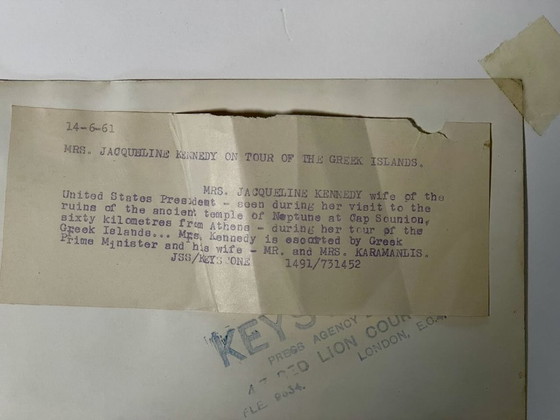 14-6-61
MRS. JACQUELINE KENNEDY ON TOUR OF THE GREEK ISLANDS.
MRS. JACQUELINE KENNEDY wife of the
United States President - seen during her visit to the
ruins of the ancient temple of Neptune at Cap Sounion,
sixty kilometres from Athens - during her tour of the
Greek Islands... Mrs. Kennedy is escorted by Greek
Prime Minister and his wife - MR. and MRS. KARAMANLIS.
JSS/KEYSTONE 1491/731452
PRESS AGENCY
RED LION COUR
LONDON, E.C.4.